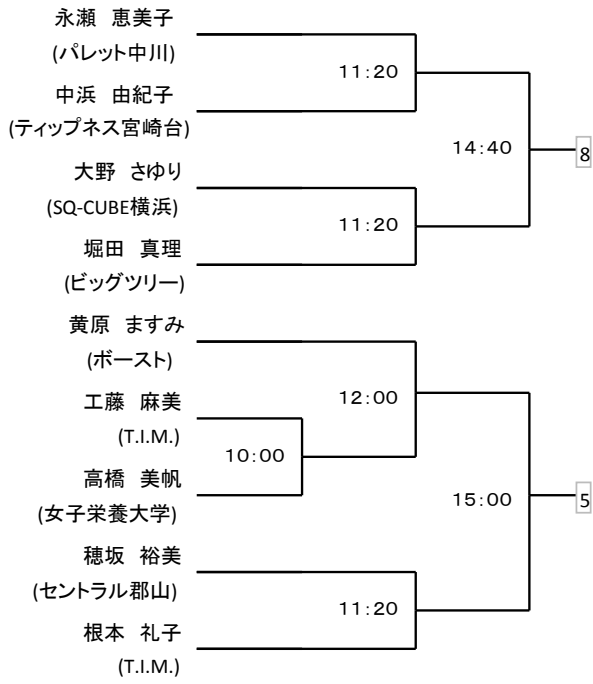 永瀬 恵美子
(パレット中川)
11:20
中浜 由紀子
(ティップネス宮崎台)
14:40
8
大野 さゆり
(SQ-CUBE横浜)
11:20
堀田 真理
(ビッグツリー)
黄原 ますみ
(ボースト)
12:00
工藤 麻美
(T.I.M.)
10:00
高橋 美帆
(女子栄養大学)
15:00
5
穂坂 裕美
(セントラル郡山)
11:20
根本 礼子
(T.I.M.)